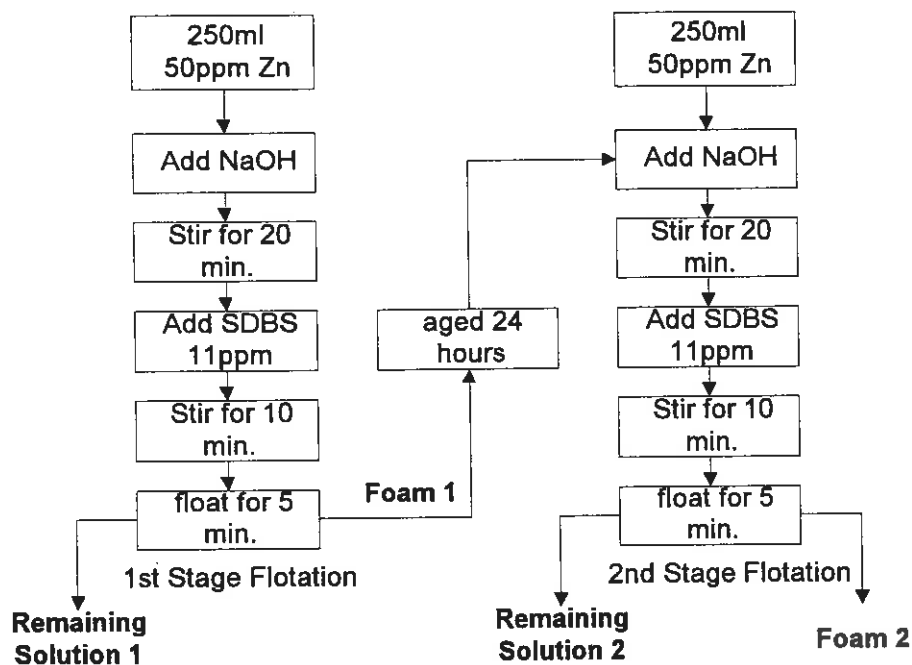 250ml
50ppm Zn
Add NaOH
Stir for 20
min.
Add SDBS
11ppm
Stir for 10
min.
float for 5
min.
1st Stage Flotation
Remaining
Solution 1
Foam 1
aged 24
hours
250ml
50ppm Zn
Add NaOH
Stir for 20
min.
Add SDBS
11ppm
Stir for 10
min.
float for 5
min.
2nd Stage Flotation
Remaining
Solution 2
Foam 2